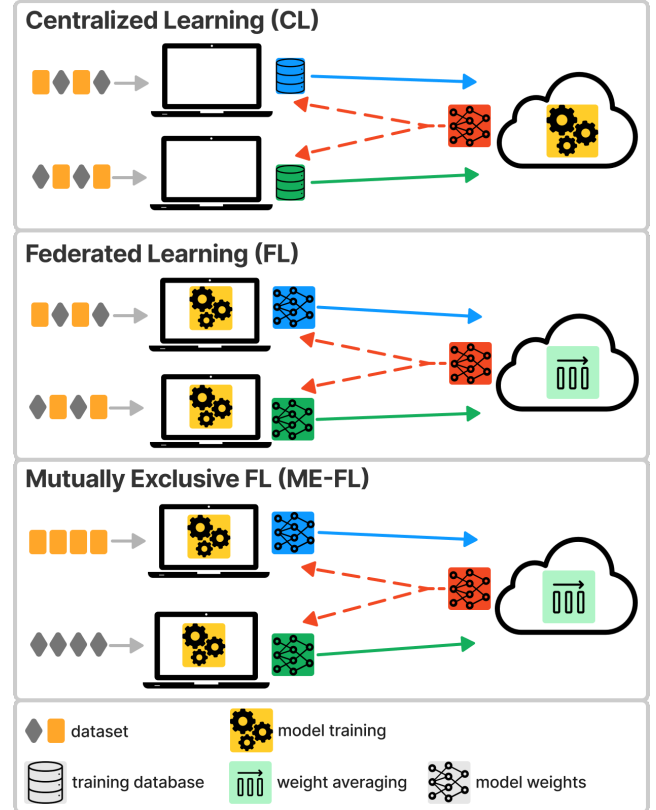 Centralized Learning (CL)
Federated Learning (FL)
Mutually Exclusive FL (ME-FL)
dataset
model training
training database
weight averaging
model weights